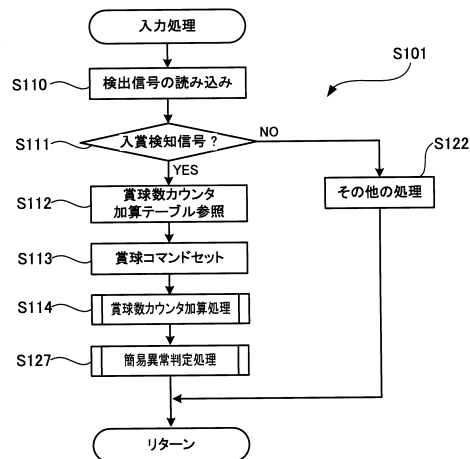 入力処理
S101
S110
検出信号の読み込み
S111
入賞検知信号？
NO
YES
S122
その他の処理
S112
賞球数カウンタ
加算テーブル参照
S113
賞球コマンドセット
S114
賞球数カウンタ加算処理
S127
簡易異常判定処理
リターン